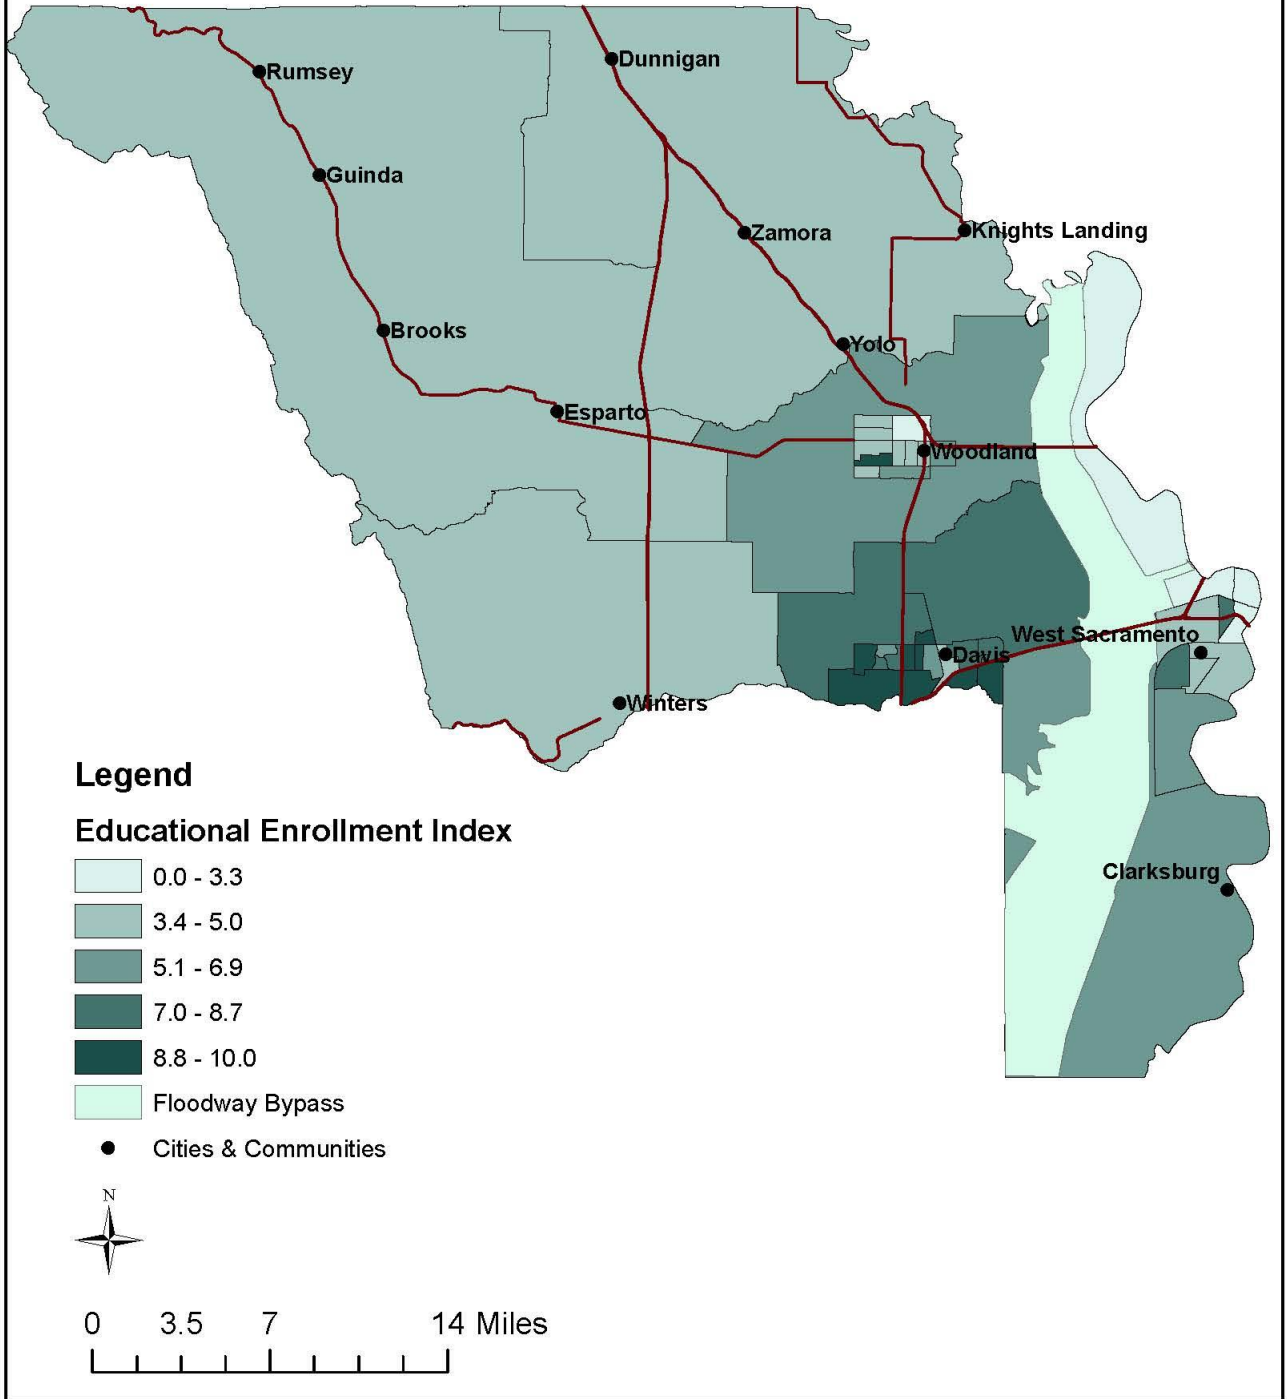 Dunnigan
Rumsey
Guinda
Knights Landing
Zamora
Brooks
Yolo
Esparto
Woodland
West Sacramento
Davis
Winters
Clarksburg
Legend
Educational Enrollment Index
0.0 - 3.3
3.4 - 5.0
5.1 - 6.9
7.0 - 8.7
8.8 - 10.0
Floodway Bypass
Cities & Communities
N
0 3.5 7 14 Miles